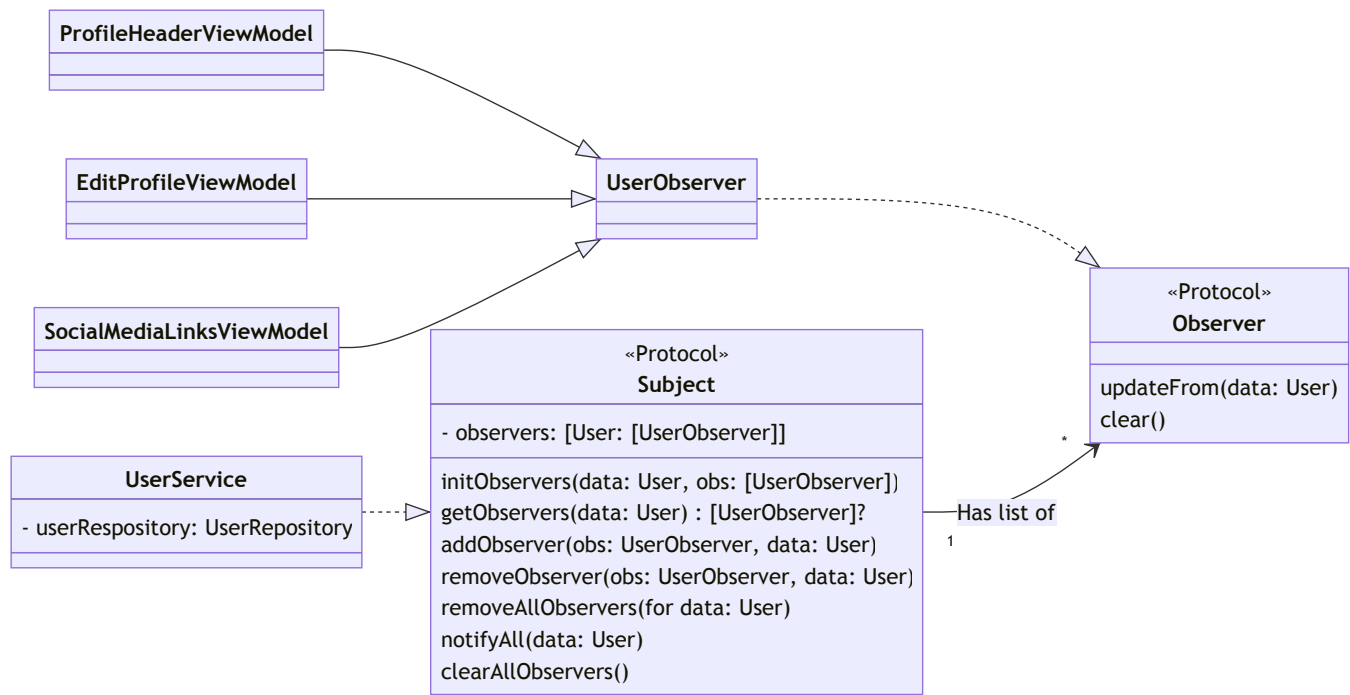 ProfileHeaderViewModel
EditProfileViewModel
UserObserver
SocialMediaLinksViewModel
«Protocol»
Observer
updateFrom(data: User)
clear()
«Protocol»
Subject
- observers: [User: [UserObserver]]
initObservers(data: User, obs: [UserObserver])
getObservers(data: User) : [UserObserver]?
addObserver(obs: UserObserver, data: User)
removeObserver(obs: UserObserver, data: User)
removeAllObservers(for data: User)
notifyAll(data: User)
clearAllObservers()
UserService
- userRespository: UserRepository
*
Has list of
1